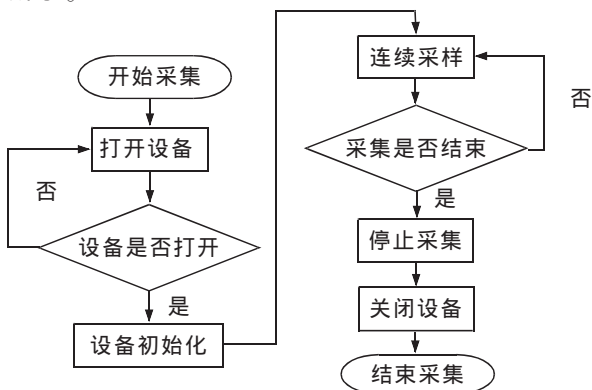 开始采集
打开设备
否
设备是否打开
是
设备初始化
连续采样
否
采集是否结束
是
停止采集
关闭设备
结束采集